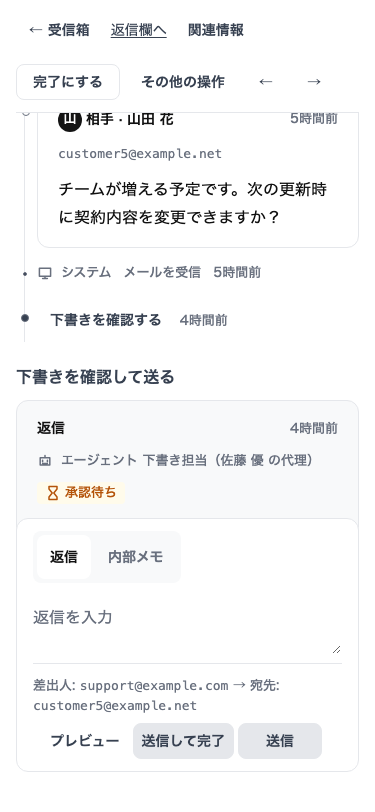 ← 受信箱 返信欄へ 関連情報
完了にする その他の操作 ← →
山 相手 · 山田 花 5時間前
customer5@example.net
チームが増える予定です。次の更新時
に契約内容を変更できますか？
システム メールを受信 5時間前
下書きを確認する 4時間前
下書きを確認して送る
返信 4時間前
エージェント 下書き担当（佐藤 優 の代理）
承認待ち
返信 内部メモ
返信を入力
差出人: support@example.com → 宛先:
customer5@example.net
プレビュー 送信して完了 送信